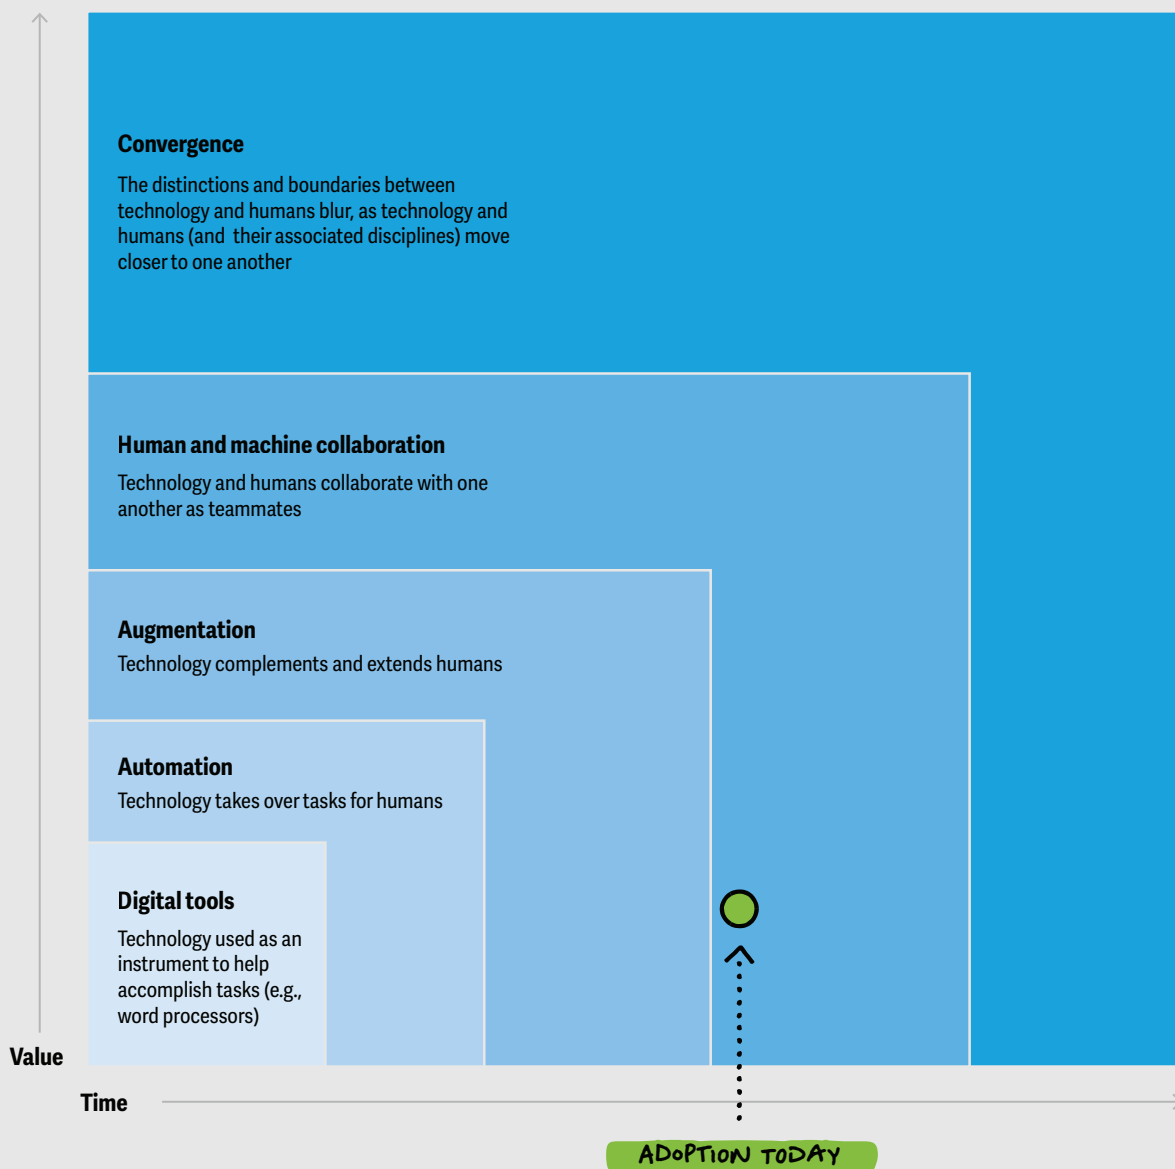 Convergence
The distinctions and boundaries between
technology and humans blur, as technology and
humans (and their associated disciplines) move
closer to one another
Human and machine collaboration
Technology and humans collaborate with one
another as teammates
Augmentation
Technology complements and extends humans
Automation
Technology takes over tasks for humans
Digital tools
Technology used as an
instrument to help
accomplish tasks (e.g.,
word processors)
Value
Time
ADOPTION TODAY